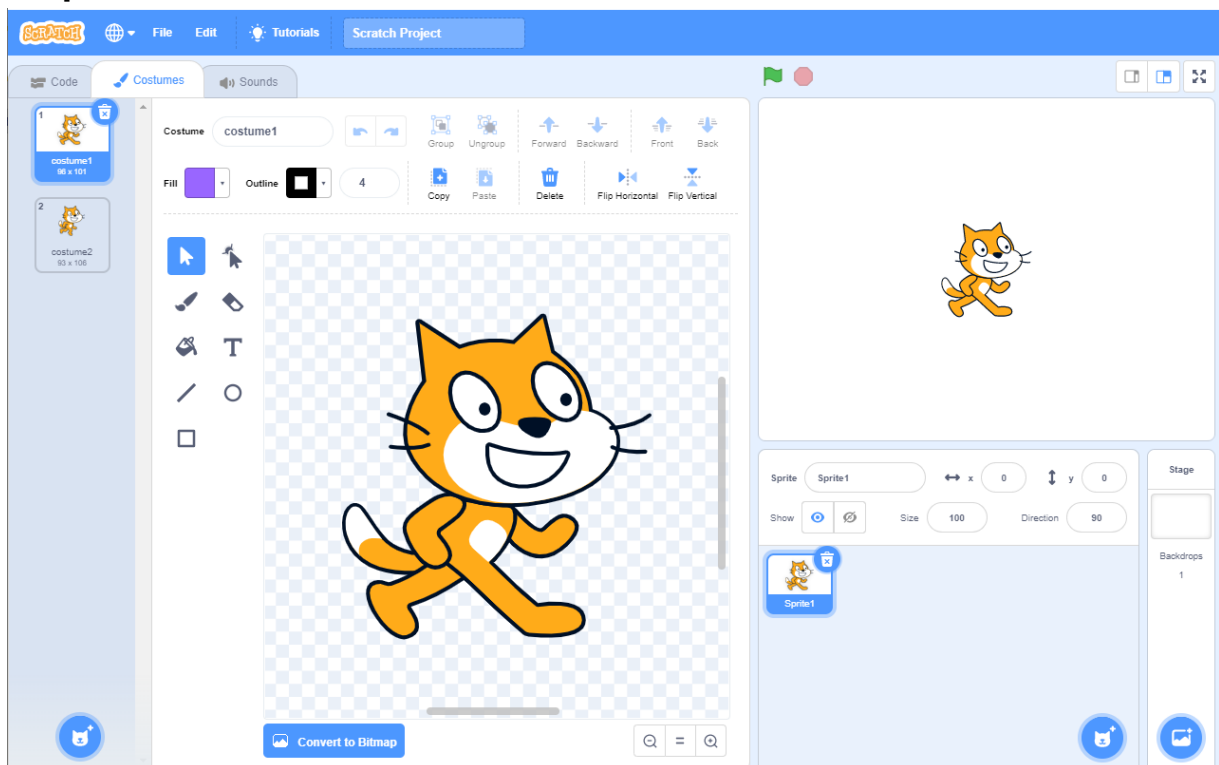 SCRATCH File Edit Tutorials Scratch Project
Code Costumes Sounds
1
costume1
96 x 101
2
costume2
93 x 106
Costume costume1 Group Ungroup Forward Backward Front Back
Fill Outline 4 Copy Paste Delete Flip Horizontal Flip Vertical
T
Convert to Bitmap
Sprite Sprite1 x 0 y 0
Show Size 100 Direction 90
Sprite1
Stage
Backdrops
1